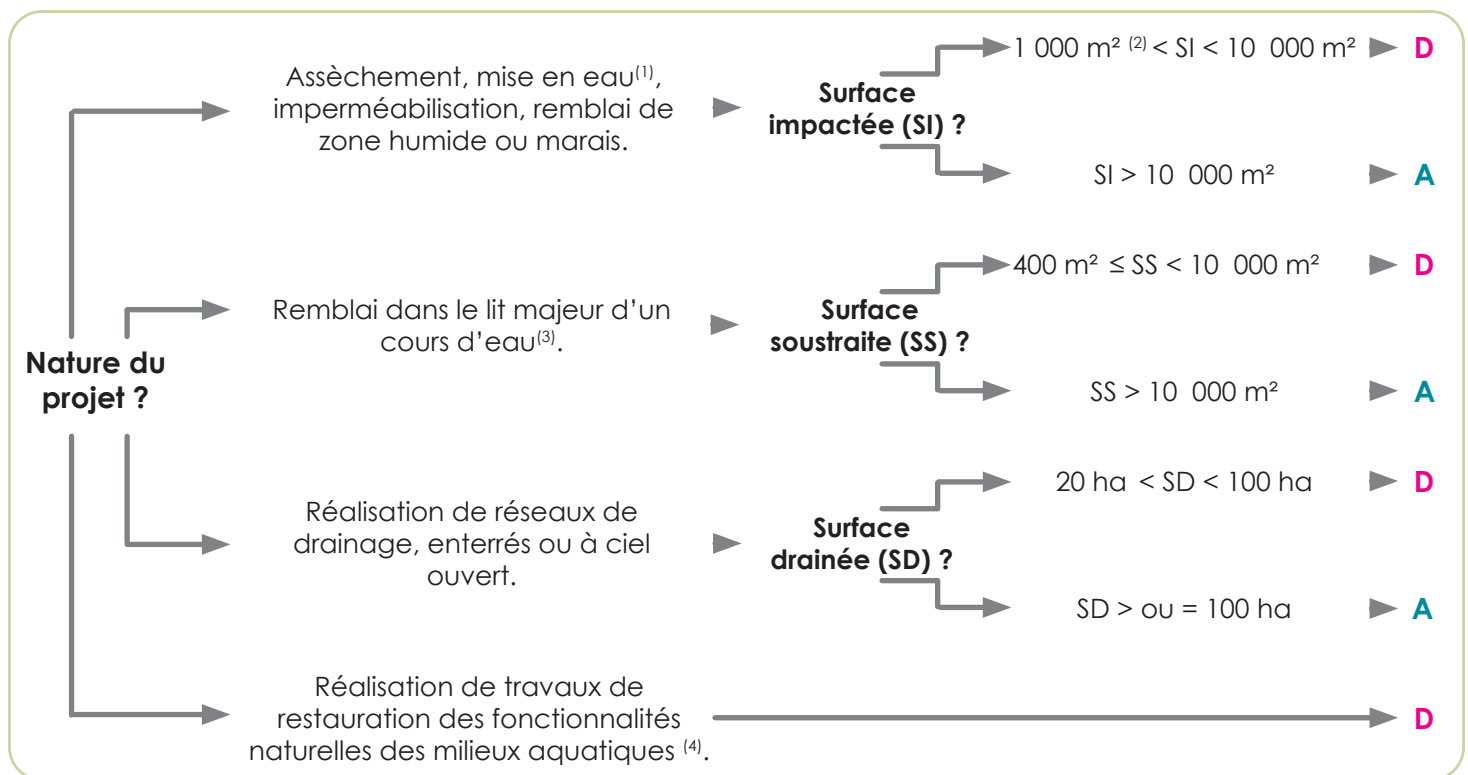 Nature du
projet ?
Assèchement, mise en eau(1),
imperméabilisation, remblai de
zone humide ou marais.
Surface
impactée (SI) ?
1 000 m² (2) < SI < 10 000 m²
D
SI > 10 000 m²
A
Remblai dans le lit majeur d’un
cours d’eau(3).
Surface
soustraite (SS) ?
400 m² ≤ SS < 10 000 m²
D
SS > 10 000 m²
A
Réalisation de réseaux de
drainage, enterrés ou à ciel
ouvert.
Surface
drainée (SD) ?
20 ha < SD < 100 ha
D
SD > ou = 100 ha
A
Réalisation de travaux de
restauration des fonctionnalités
naturelles des milieux aquatiques (4).
D